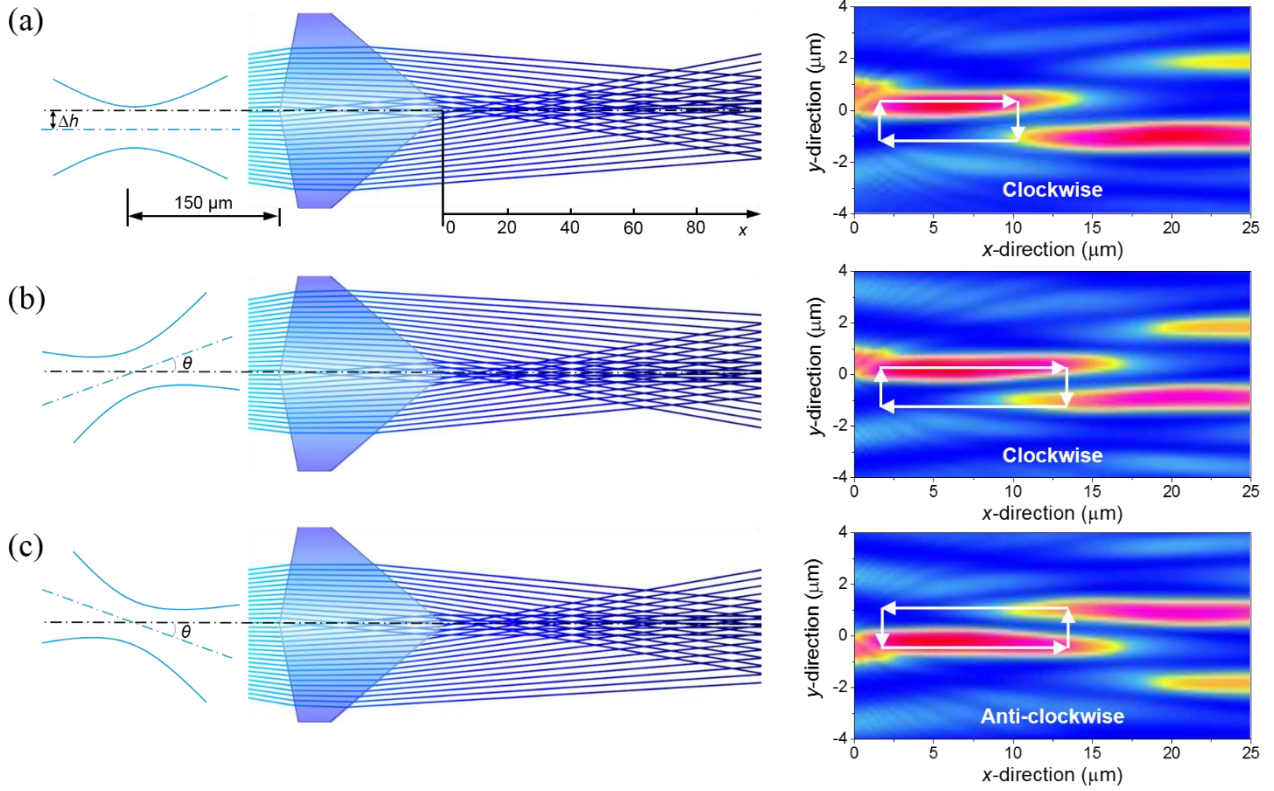 (a)
Δh
150 μm
0 20 40 60 80 x
y-direction (μm)
4
2
0
-2
-4
Clockwise
0 5 10 15 20 25
x-direction (μm)
(b)
θ
y-direction (μm)
4
2
0
-2
-4
Clockwise
0 5 10 15 20 25
x-direction (μm)
(c)
θ
y-direction (μm)
4
2
0
-2
-4
Anti-clockwise
0 5 10 15 20 25
x-direction (μm)